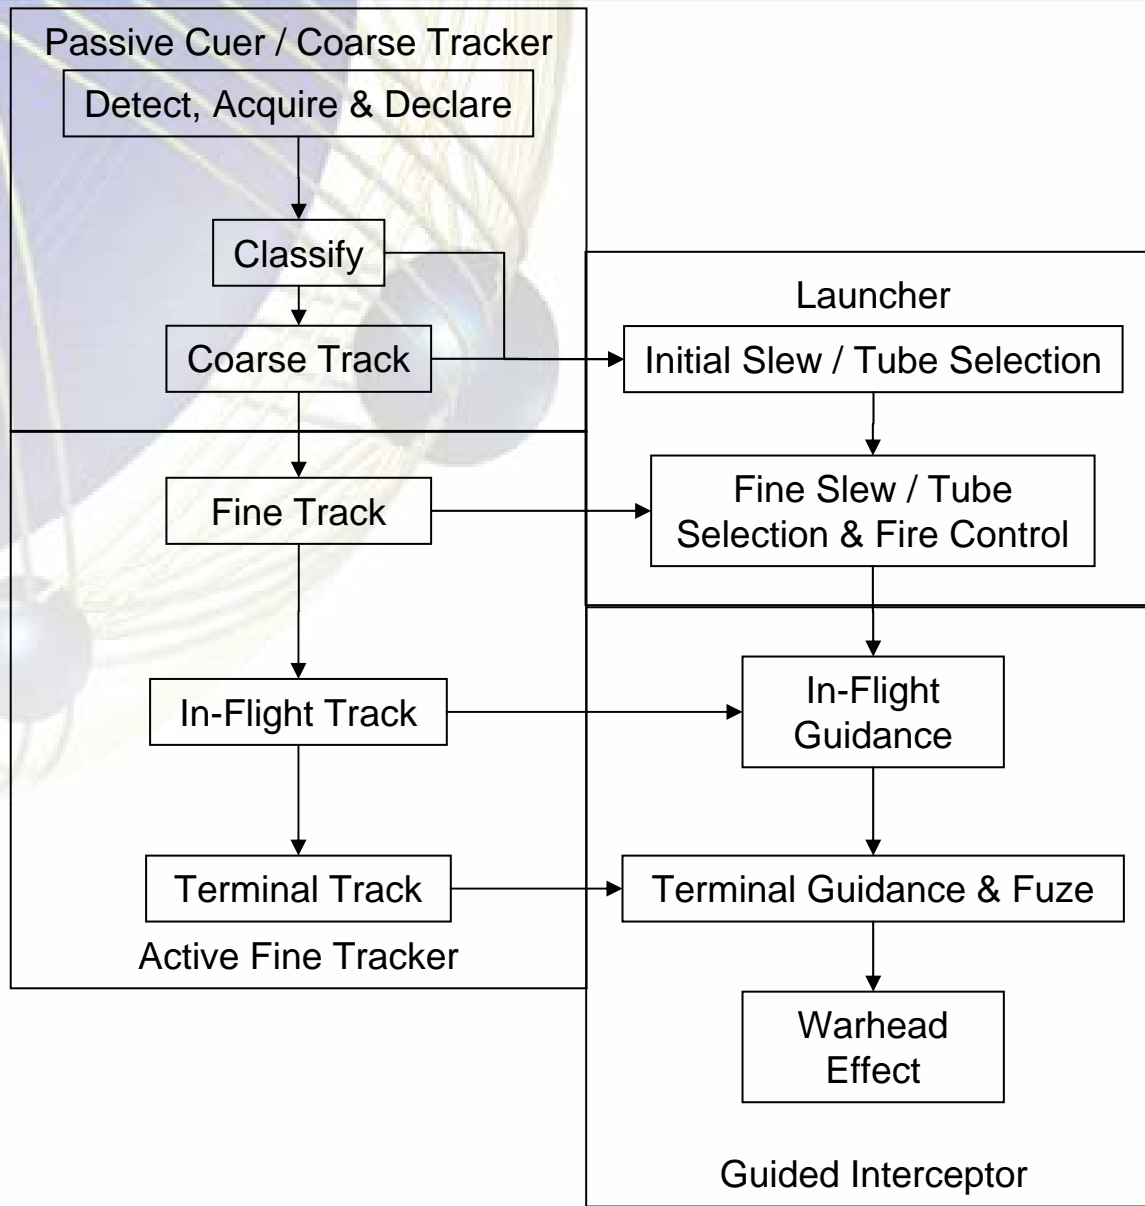 Passive Cuer / Coarse Tracker
Detect, Acquire & Declare
Classify
Coarse Track
Launcher
Initial Slew / Tube Selection
Fine Track
Fine Slew / Tube
Selection & Fire Control
In-Flight Track
In-Flight
Guidance
Terminal Track
Terminal Guidance & Fuze
Active Fine Tracker
Warhead
Effect
Guided Interceptor